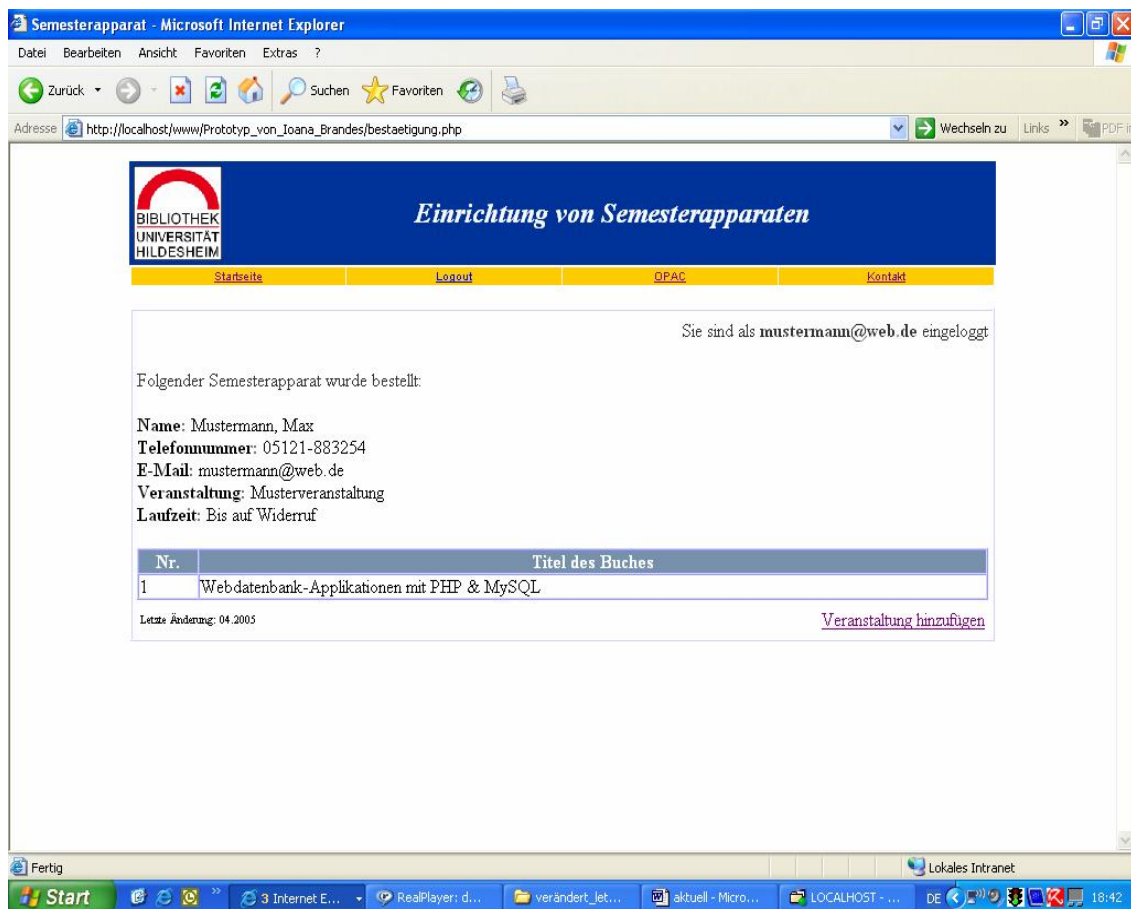 Semesterapparat - Microsoft Internet Explorer
Datei Bearbeiten Ansicht Favoriten Extras ?
Zurück Suchen Favoriten
Adresse http://localhost/www/Prototyp_von_Ioana_Brandes/bestaetigung.php Wechseln zu Links » PDF
BIBLIOTHEK
UNIVERSITÄT
HILDESHEIM
Einrichtung von Semesterapparaten
Startseite Logout OPAC Kontakt
Sie sind als mustermann@web.de eingeloggt
Folgender Semesterapparat wurde bestellt:
Name: Mustermann, Max
Telefonnummer: 05121-883254
E-Mail: mustermann@web.de
Veranstaltung: Musterveranstaltung
Laufzeit: Bis auf Widerruf
Nr. Titel des Buches
1 Webdatenbank-Applikationen mit PHP & MySQL
Letzte Änderung: 04.2005 Veranstaltung hinzufügen
Fertig Lokales Intranet
Start » 3 Internet E... RealPlayer: d... verändert_let... aktuell - Micro... LOCALHOST - ... DE 18:42